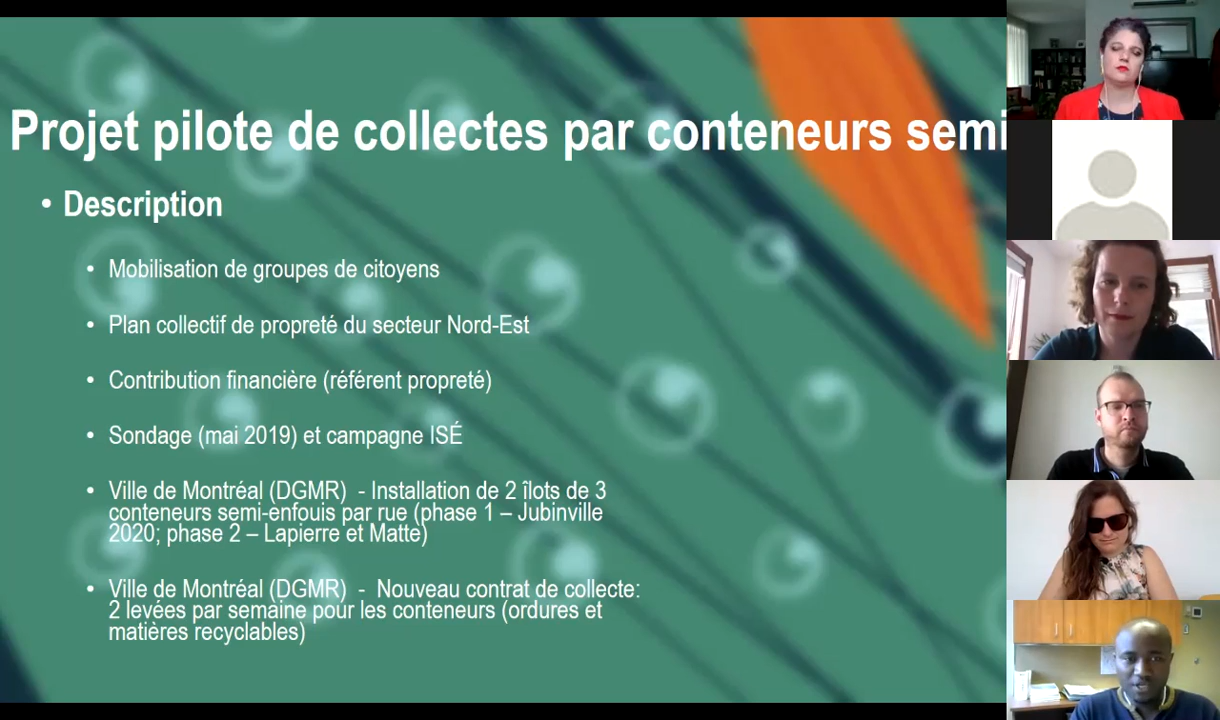 Projet pilote de collectes par conteneurs semi
• Description
• Mobilisation de groupes de citoyens
• Plan collectif de propreté du secteur Nord-Est
• Contribution financière (référent propreté)
• Sondage (mai 2019) et campagne ISÉ
• Ville de Montréal (DGMR) - Installation de 2 îlots de 3
conteneurs semi-enfouis par rue (phase 1 – Jubinville
2020; phase 2 – Lapierre et Matte)
• Ville de Montréal (DGMR) - Nouveau contrat de collecte:
2 levées par semaine pour les conteneurs (ordures et
matières recyclables)